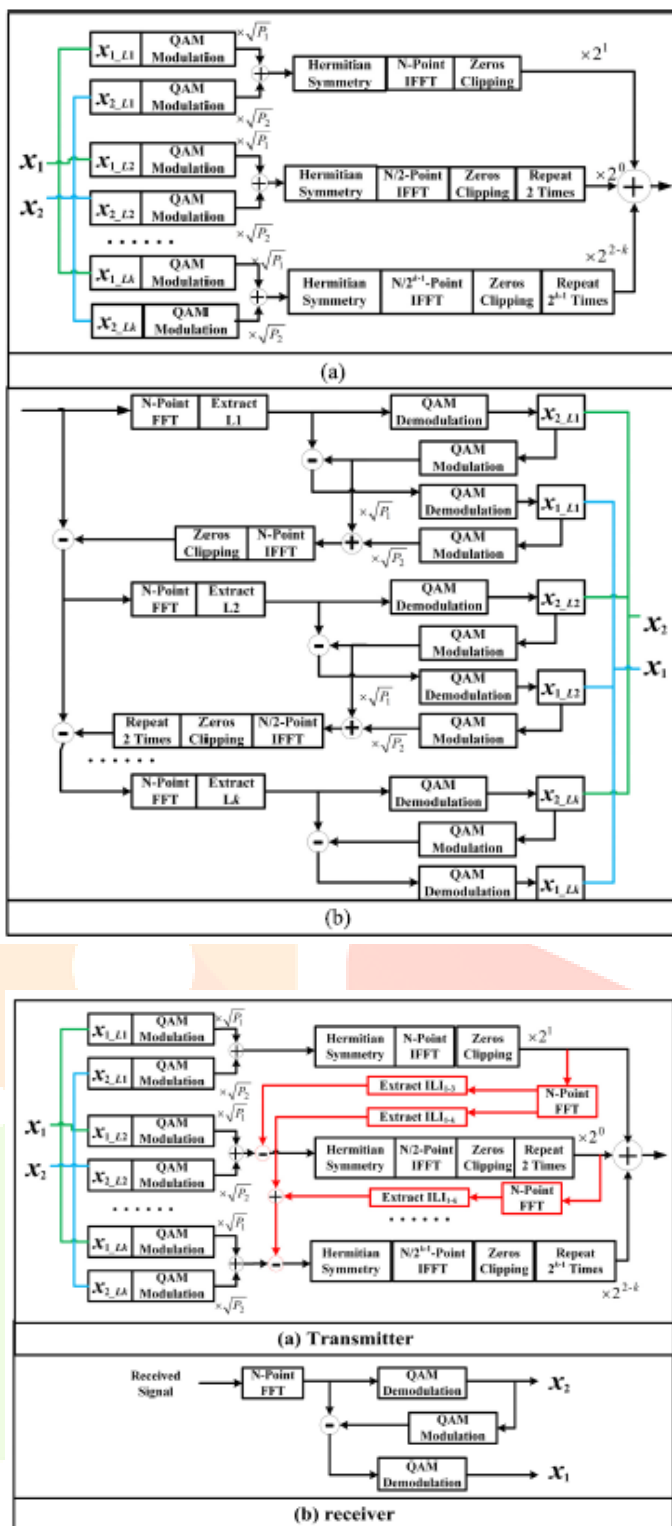 x1_L1 QAM Modulation ×√P1
x2_L1 QAM Modulation ×√P2
Hermitian Symmetry N-Point IFFT Zeros Clipping ×2^1
x1
x2
x1_L2 QAM Modulation ×√P1
x2_L2 QAM Modulation ×√P2
Hermitian Symmetry N/2-Point IFFT Zeros Clipping Repeat 2 Times ×2^0
......
x1_Lk QAM Modulation ×√P1
x2_Lk QAM Modulation ×√P2
Hermitian Symmetry N/2^k-1-Point IFFT Zeros Clipping Repeat 2^k-1 Times ×2^2-k
(a)
N-Point FFT Extract L1 QAM Demodulation x2_L1
QAM Modulation
×√P1 QAM Demodulation x1_L1
Zeros Clipping N-Point IFFT ×√P2 QAM Modulation
N-Point FFT Extract L2 QAM Demodulation x2_L2
QAM Modulation
x2
x1
×√P1 QAM Demodulation x1_L2
Repeat 2 Times Zeros Clipping N/2-Point IFFT ×√P2 QAM Modulation
......
N-Point FFT Extract Lk QAM Demodulation x2_Lk
QAM Modulation
QAM Demodulation x1_Lk
(b)
x1_L1 QAM Modulation ×√P1
x2_L1 QAM Modulation ×√P2
Hermitian Symmetry N-Point IFFT Zeros Clipping ×2^1
Extract
N-Point FFT
Extract
x1
x2
x1_L2 QAM Modulation ×√P1
x2_L2 QAM Modulation ×√P2
Hermitian Symmetry N/2-Point IFFT Zeros Clipping Repeat 2 Times ×2^0
Extract
N-Point FFT
......
......
x1_Lk QAM Modulation ×√P1
x2_Lk QAM Modulation ×√P2
Hermitian Symmetry N/2^k-1-Point IFFT Zeros Clipping Repeat 2^k-1 Times ×2^2-k
(a) Transmitter
Received Signal N-Point FFT QAM Demodulation x2
QAM Modulation
QAM Demodulation x1
(b) receiver